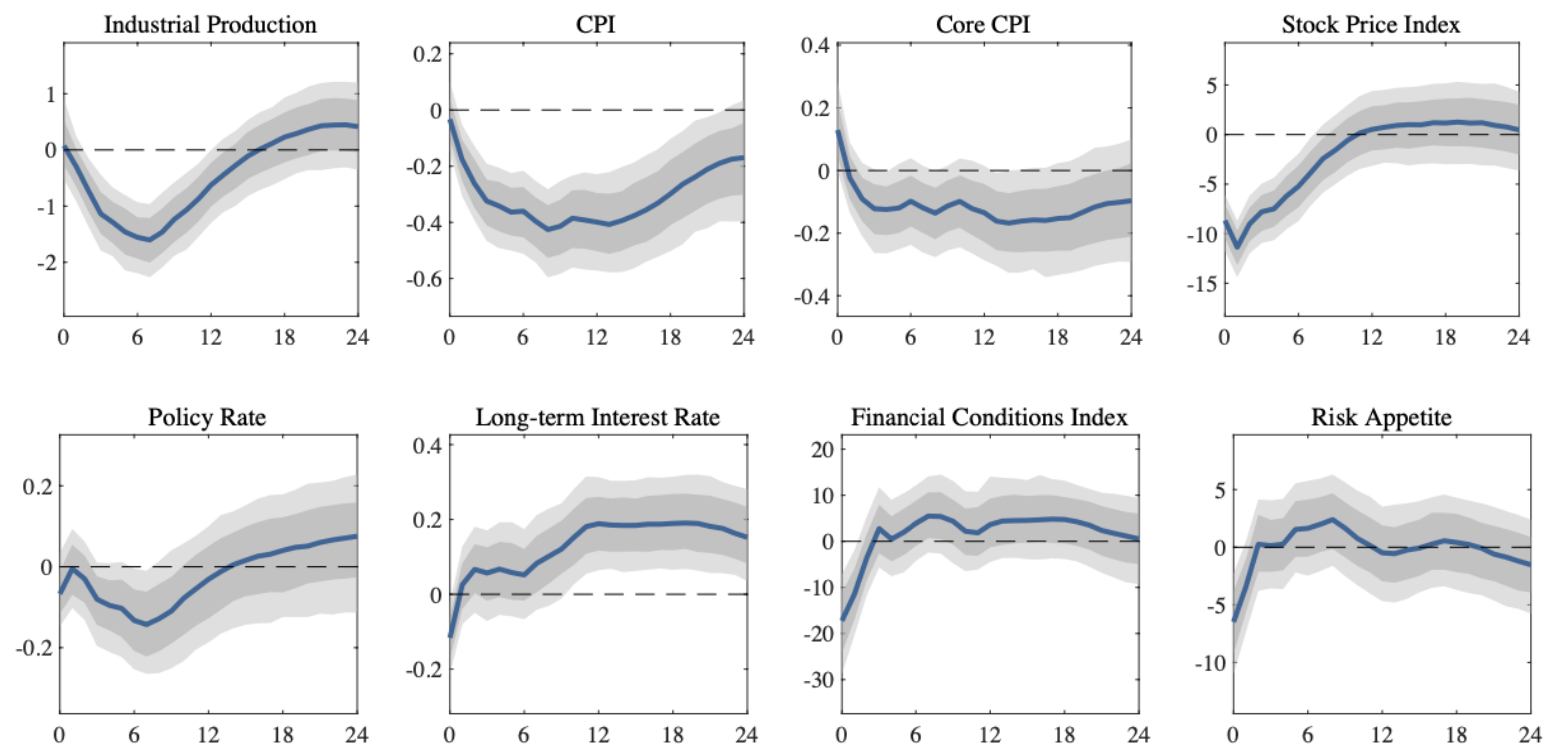 Industrial Production
1
0
-1
-2
0 6 12 18 24
CPI
0.2
0
-0.2
-0.4
-0.6
0 6 12 18 24
Core CPI
0.4
0.2
0
-0.2
-0.4
0 6 12 18 24
Stock Price Index
5
0
-5
-10
-15
0 6 12 18 24
Policy Rate
0.2
0
-0.2
0 6 12 18 24
Long-term Interest Rate
0.4
0.2
0
-0.2
0 6 12 18 24
Financial Conditions Index
20
10
0
-10
-20
-30
0 6 12 18 24
Risk Appetite
5
0
-5
-10
0 6 12 18 24